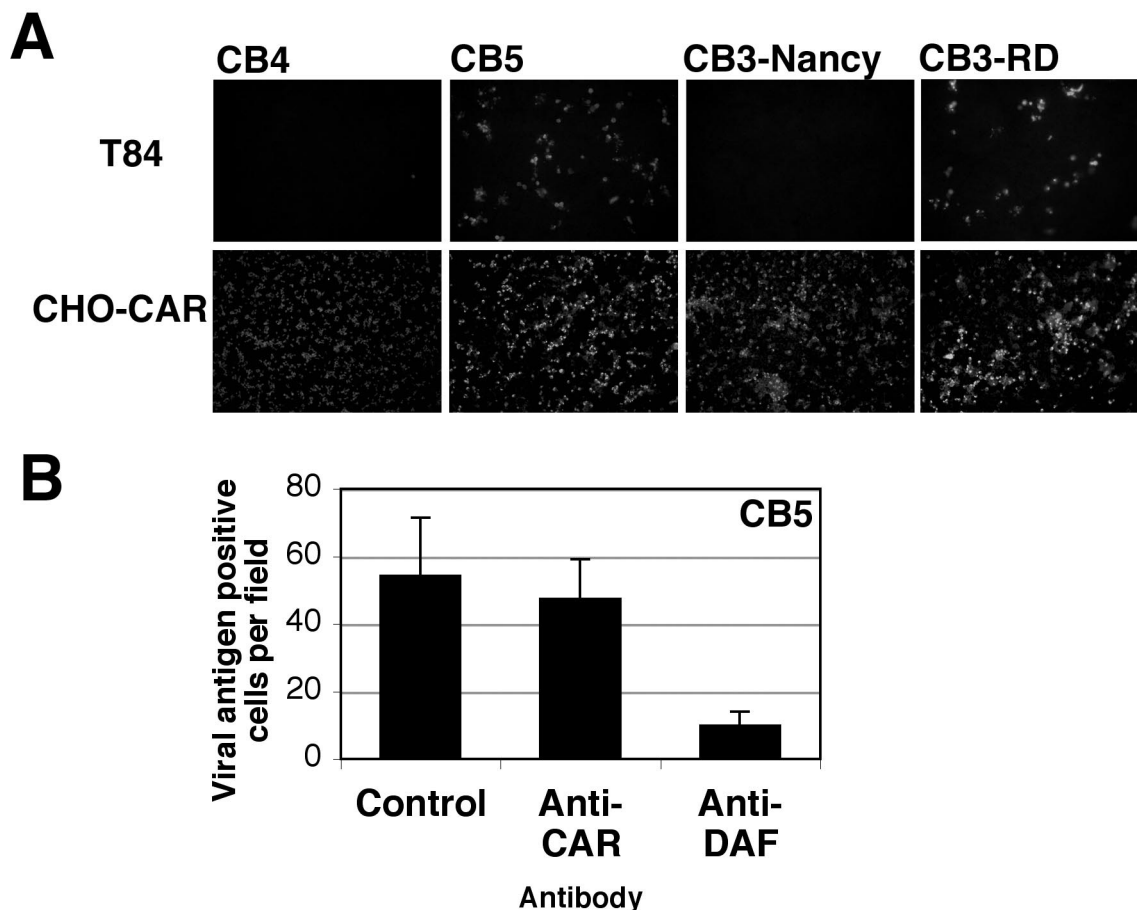 A
CB4 CB5 CB3-Nancy CB3-RD
T84
CHO-CAR
B
Viral antigen positive
cells per field
80
60
40
20
0
CB5
Control Anti-CAR Anti-DAF
Antibody